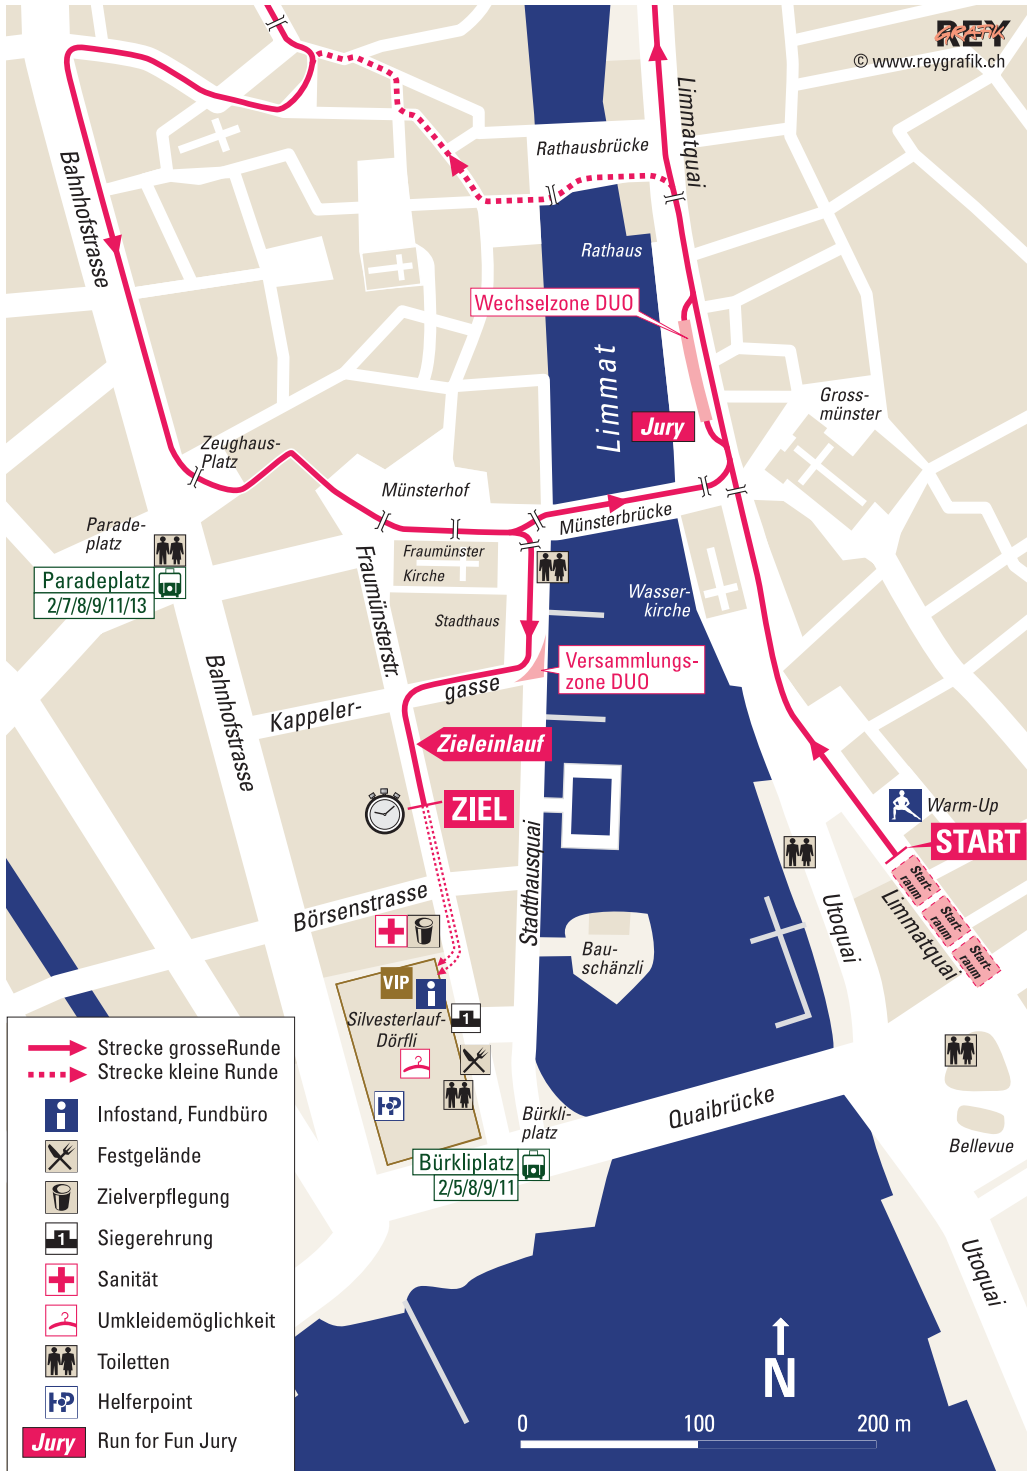 REY
GRAFIK
© www.reygrafik.ch
Limmatquai
Rathausbrücke
Bahnhofstrasse
Rathaus
Wechselzone DUO
Limmat
Gross-
münster
Jury
Zeughaus-
Platz
Münsterhof
Münsterbrücke
Parade-
platz
Paradeplatz
2/7/8/9/11/13
Fraumünster
Kirche
Fraumünsterstr.
Wasser-
kirche
Stadthaus
Versammlungs-
zone DUO
Bahnhofstrasse
Kappeler-
gasse
Zieleinlauf
ZIEL
Warm-Up
START
Start-
raum
Start-
raum
Start-
raum
Limmatquai
Utoquai
Stadthausquai
Börsenstrasse
Bau-
schänzli
VIP
Silvesterlauf-
Dörfli
1
HP
Bürkli-
platz
Quaibrücke
Bellevue
Bürkliplatz
2/5/8/9/11
Utoquai
Strecke grosseRunde
Strecke kleine Runde
Infostand, Fundbüro
Festgelände
Zielverpflegung
1 Siegerehrung
Sanität
Umkleidemöglichkeit
Toiletten
HP Helferpoint
Jury Run for Fun Jury
N
0 100 200 m